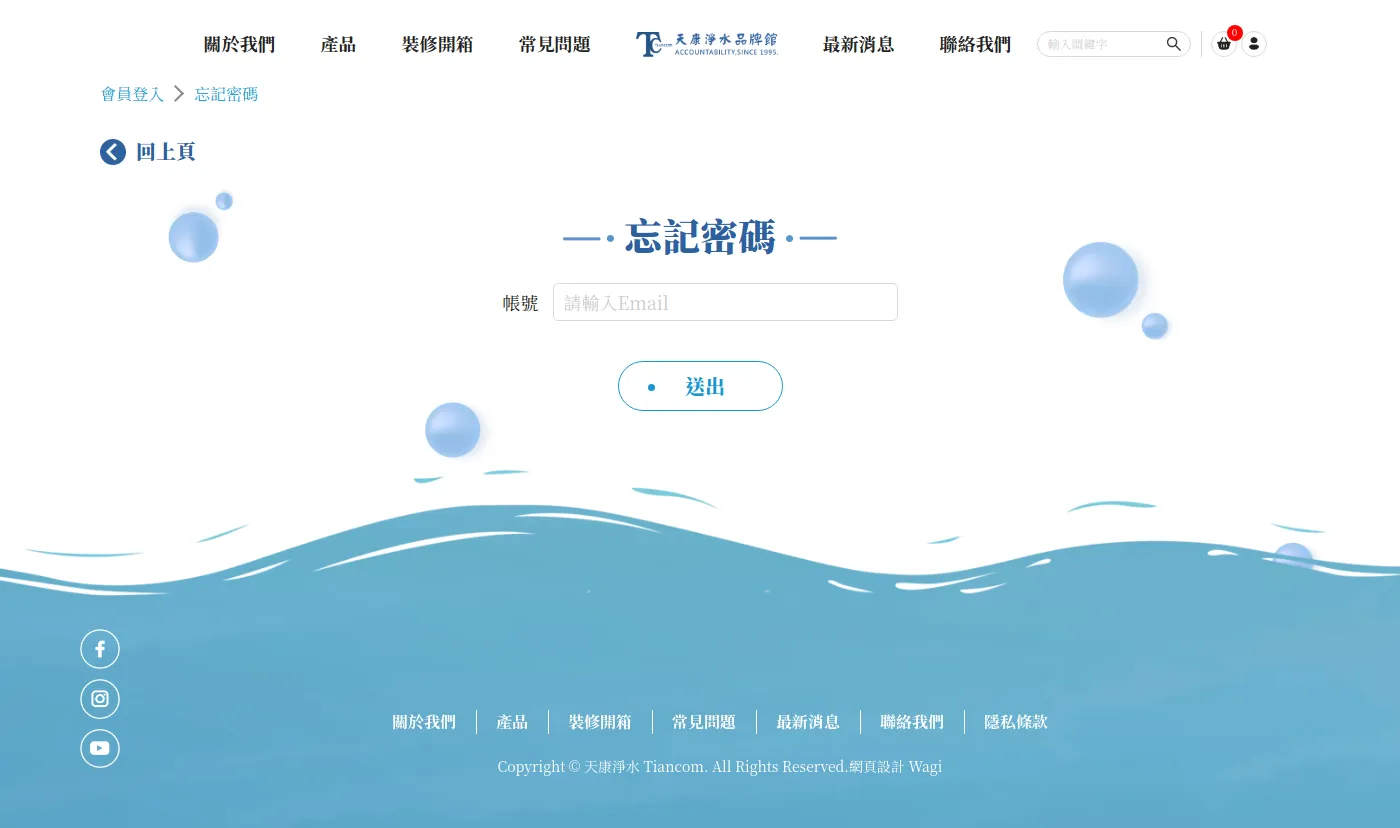 關於我們
產品
裝修開箱
常見問題
TC TIANCOM 天康淨水品牌館
ACCOUNTABILITY,SINCE 1995.
最新消息
聯絡我們
輸入關鍵字
0
會員登入
忘記密碼
回上頁
忘記密碼
帳號
請輸入Email
送出
關於我們
產品
裝修開箱
常見問題
最新消息
聯絡我們
隱私條款
Copyright © 天康淨水 Tiancom. All Rights Reserved.網頁設計 Wagi